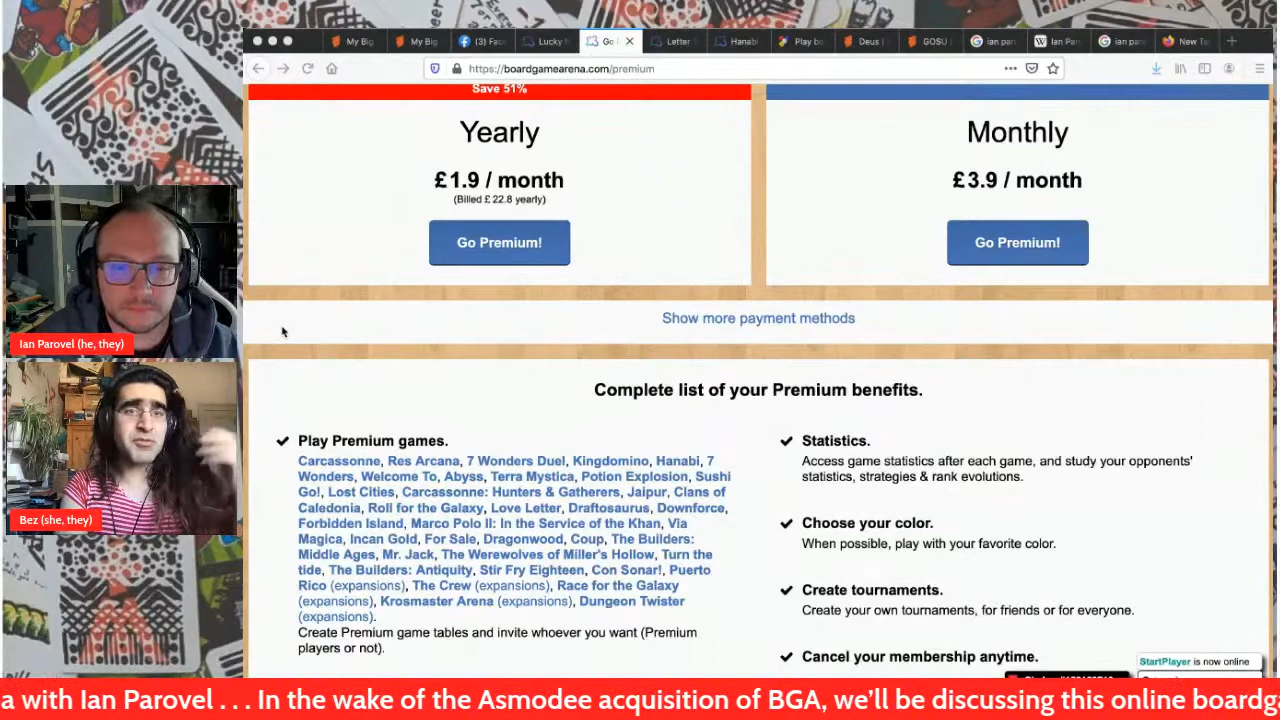 My Big
My Big
(3) Fac
Lucky
Go
Letter
Hanabi
Play bo
Deus |
GOSU |
ian par
Ian Par
ian par
New T
https://boardgamearena.com/premium
Save 51%
Yearly
£1.9 / month
(Billed £ 22.8 yearly)
Go Premium!
Monthly
£3.9 / month
Go Premium!
Show more payment methods
Ian Parovel (he, they)
Bez (she, they)
Complete list of your Premium benefits.
Play Premium games.
Carcassonne, Res Arcana, 7 Wonders Duel, Kingdomino, Hanabi, 7
Wonders, Welcome To, Abyss, Terra Mystica, Potion Explosion, Sushi
Go!, Lost Cities, Carcassonne: Hunters & Gatherers, Jaipur, Clans of
Caledonia, Roll for the Galaxy, Love Letter, Draftosaurus, Downforce,
Forbidden Island, Marco Polo II: In the Service of the Khan, Via
Magica, Incan Gold, For Sale, Dragonwood, Coup, The Builders:
Middle Ages, Mr. Jack, The Werewolves of Miller's Hollow, Turn the
tide, The Builders: Antiquity, Stir Fry Eighteen, Con Sonar!, Puerto
Rico (expansions), The Crew (expansions), Race for the Galaxy
(expansions), Krosmaster Arena (expansions), Dungeon Twister
(expansions).
Create Premium game tables and invite whoever you want (Premium
players or not).
Statistics.
Access game statistics after each game, and study your opponents'
statistics, strategies & rank evolutions.
Choose your color.
When possible, play with your favorite color.
Create tournaments.
Create your own tournaments, for friends or for everyone.
Cancel your membership anytime.
StartPlayer is now online
a with Ian Parovel . . . In the wake of the Asmodee acquisition of BGA, we'll be discussing this online boardg